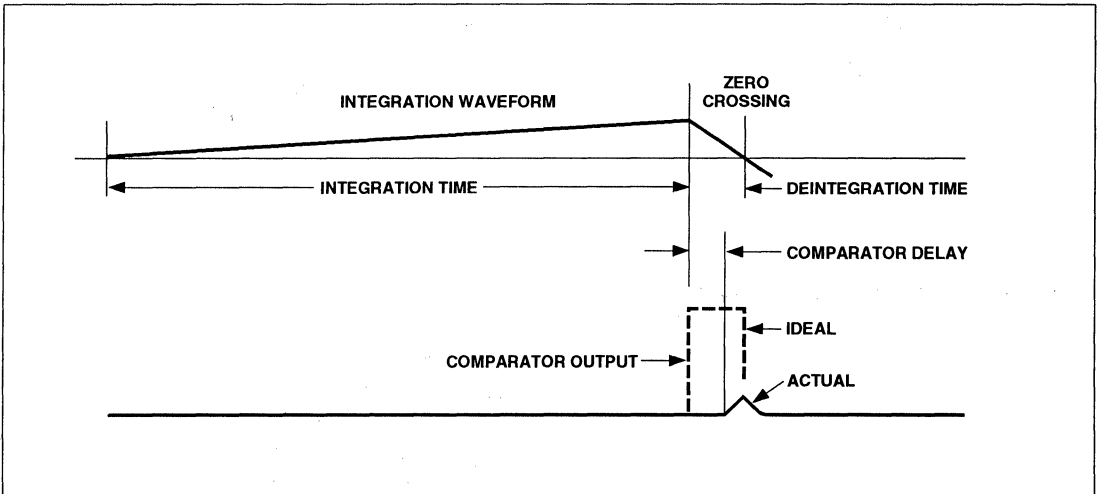 ZERO
CROSSING
INTEGRATION WAVEFORM
INTEGRATION TIME
DEINTEGRATION TIME
COMPARATOR DELAY
IDEAL
COMPARATOR OUTPUT
ACTUAL